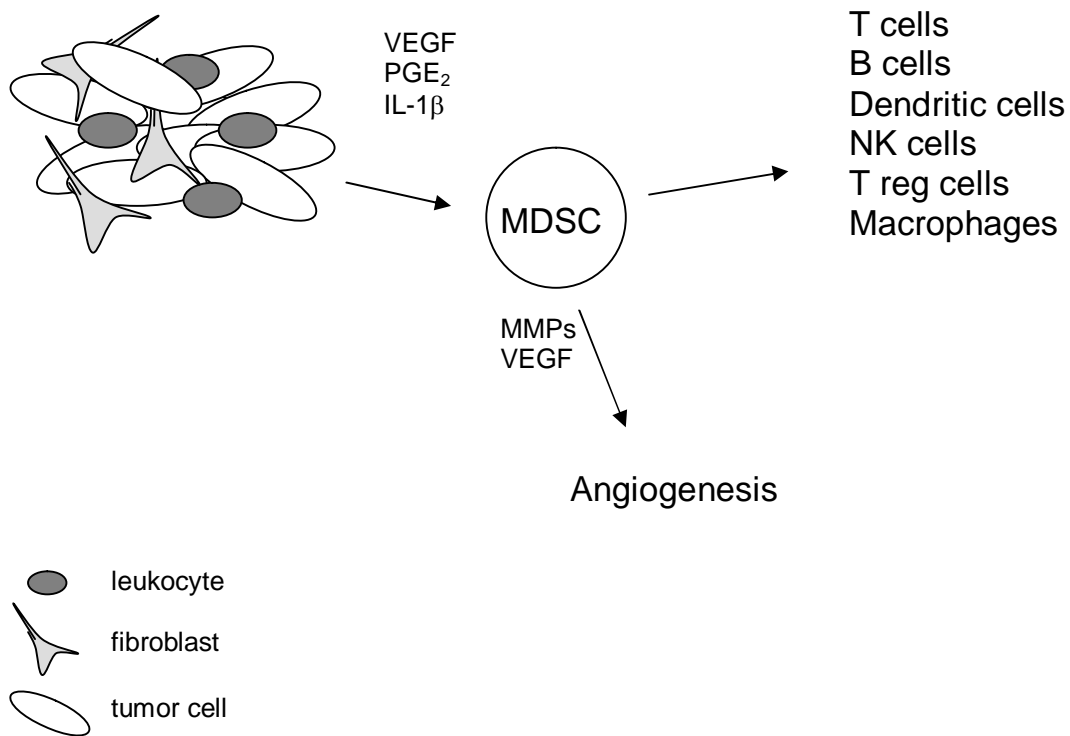 VEGF
PGE₂
IL-1β
T cells
B cells
Dendritic cells
NK cells
T reg cells
Macrophages
MDSC
MMPs
VEGF
Angiogenesis
leukocyte
fibroblast
tumor cell